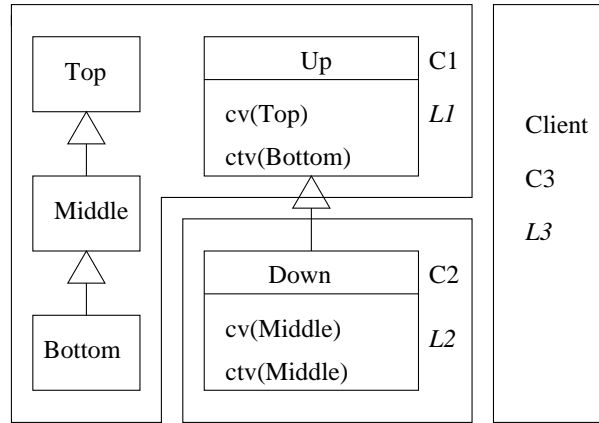 Top
Middle
Bottom
Up
cv(Top)
ctv(Bottom)
C1
L1
Down
cv(Middle)
ctv(Middle)
C2
L2
Client
C3
L3